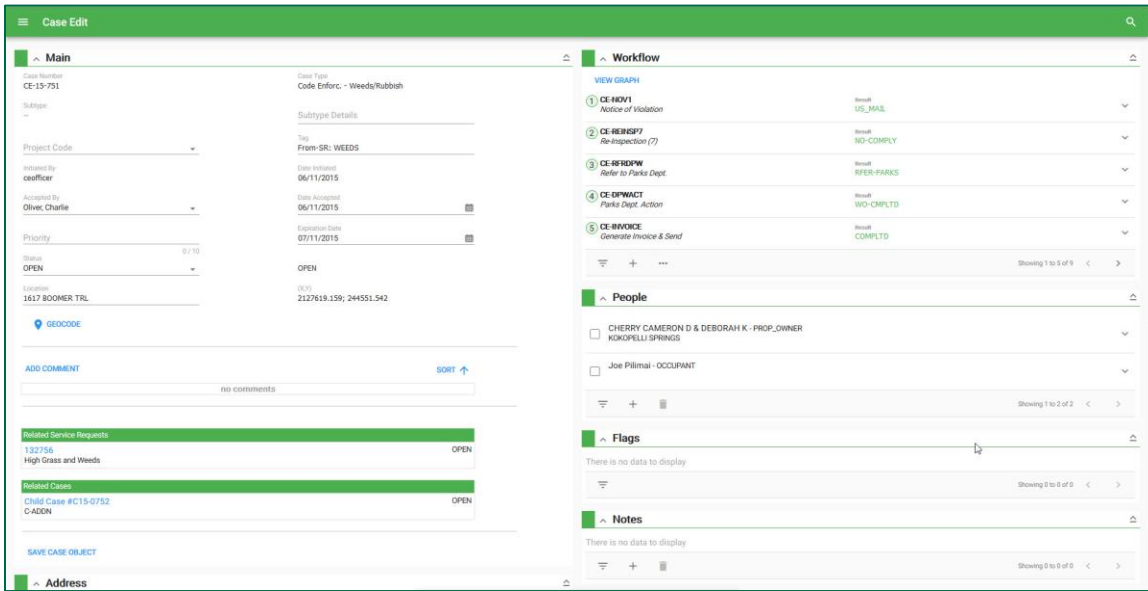 Case Edit
Main
Case Number
CE-15-751
Case Type
Code Enforc. - Weeds/Rubbish
Subtype
--
Subtype Details
Project Code
Tag
From-SR: WEEDS
Initiated By
ceofficer
Date Initiated
06/11/2015
Accepted By
Oliver, Charlie
Date Accepted
06/11/2015
Priority
0 / 10
Expiration Date
07/11/2015
Status
OPEN
OPEN
Location
1617 BOOMER TRL
(X,Y)
2127619.159; 244551.542
GEOCODE
ADD COMMENT
SORT
no comments
Related Service Requests
132756
OPEN
High Grass and Weeds
Related Cases
Child Case #C15-0752
OPEN
C-ADDN
SAVE CASE OBJECT
Address
Workflow
VIEW GRAPH
1 CE-NOV1
Notice of Violation
Result
US_MAIL
2 CE-REINSP7
Re-Inspection (7)
Result
NO-COMPLY
3 CE-RFRDPW
Refer to Parks Dept.
Result
RFER-PARKS
4 CE-DPWACT
Parks Dept. Action
Result
WO-CMPLTD
5 CE-INVOICE
Generate Invoice & Send
Result
COMPLTD
Showing 1 to 5 of 9
People
CHERRY CAMERON D & DEBORAH K - PROP_OWNER
KOKOPELLI SPRINGS
Joe Pilimai - OCCUPANT
Showing 1 to 2 of 2
Flags
There is no data to display
Showing 0 to 0 of 0
Notes
There is no data to display
Showing 0 to 0 of 0